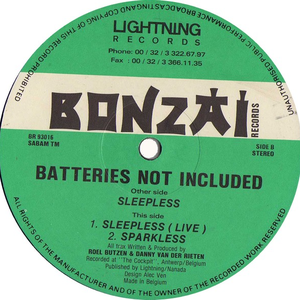 UNAUTHORISED PUBLIC PERFORMANCE BROADCASTING AND COPYING OF THIS RECORD PROHIBITED
LIGHTNING
RECORDS
Phone: 00 / 32 / 3 322.67.97
Fax : 00 / 32 / 3 366.11.35
BONZAI
RECORDS
BR 93016
SABAM TM
SIDE B
STEREO
BATTERIES NOT INCLUDED
Other side
SLEEPLESS
This side
1. SLEEPLESS ( LIVE )
2. SPARKLESS
All trax Written & Produced by
ROEL BUTZEN & DANNY VAN DER RIETEN
Recorded at "The Cockpit", Antwerp/Belgium
Published by Lightning/Nanada
Design Alec Ven
Made in Belgium
ALL RIGHTS OF THE MANUFACTURER AND OF THE OWNER OF THE RECORDED WORK RESERVED